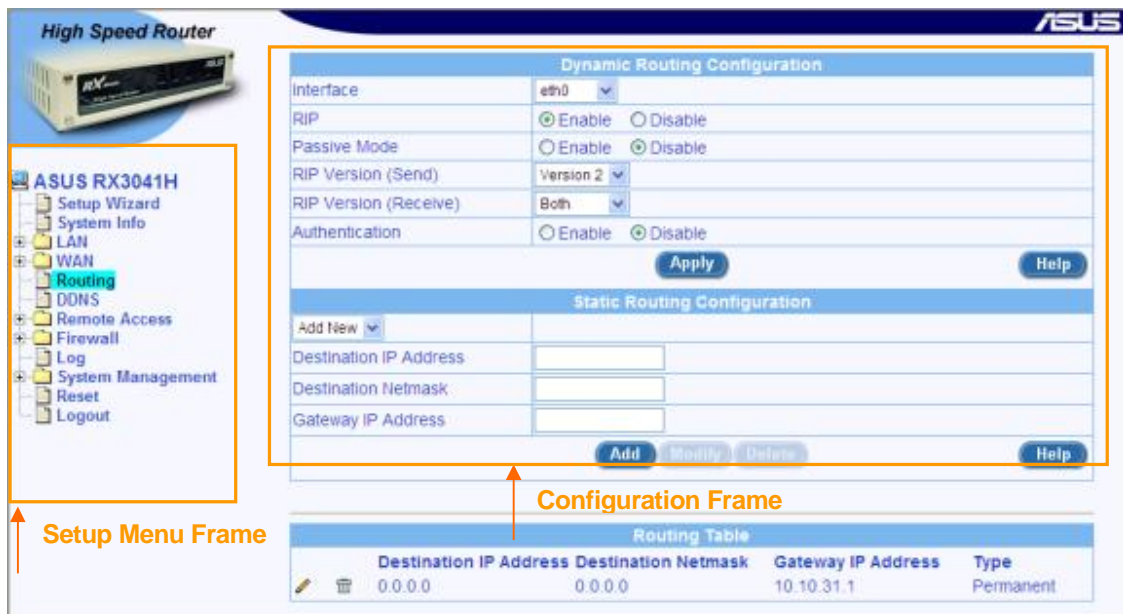 High Speed Router
ASUS
RX
ASUS RX3041H
Setup Wizard
System Info
LAN
WAN
Routing
DDNS
Remote Access
Firewall
Log
System Management
Reset
Logout
Setup Menu Frame
Dynamic Routing Configuration
Interface eth0
RIP Enable Disable
Passive Mode Enable Disable
RIP Version (Send) Version 2
RIP Version (Receive) Both
Authentication Enable Disable
Apply Help
Static Routing Configuration
Add New
Destination IP Address
Destination Netmask
Gateway IP Address
Add Modify Delete Help
Configuration Frame
Routing Table
Destination IP Address Destination Netmask Gateway IP Address Type
0.0.0.0 0.0.0.0 10.10.31.1 Permanent